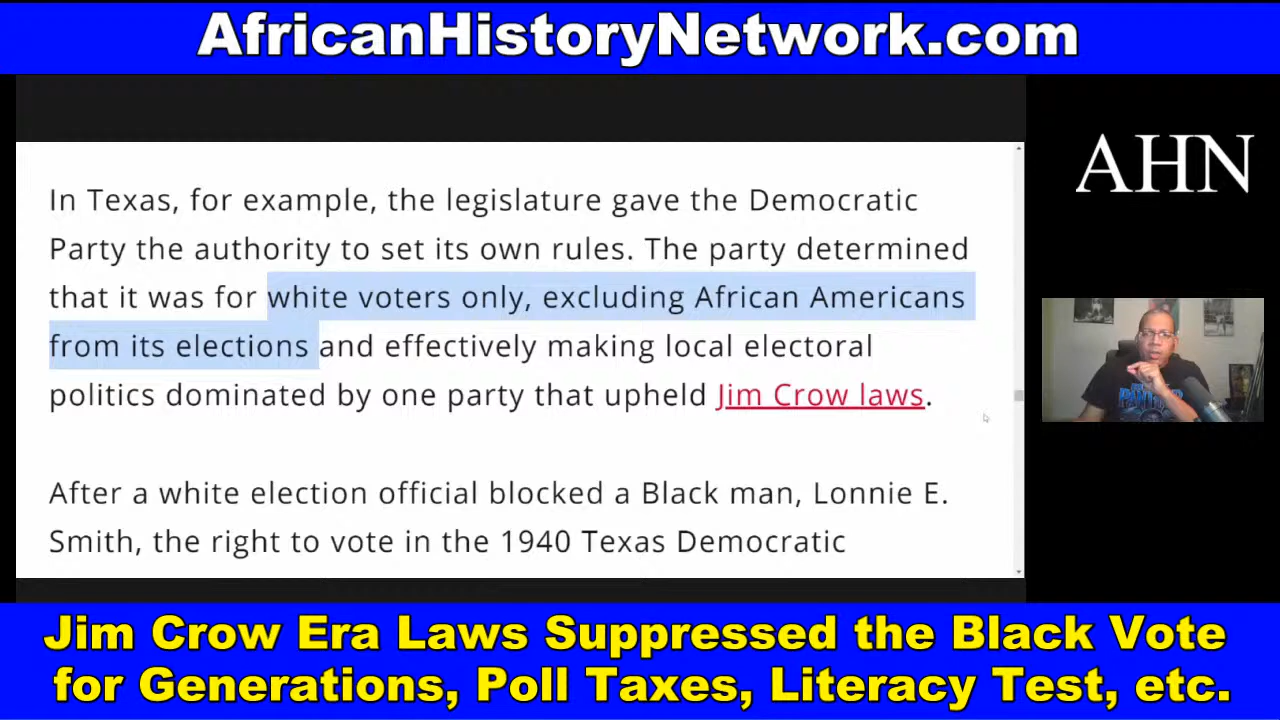 AfricanHistoryNetwork.com
AHN
In Texas, for example, the legislature gave the Democratic
Party the authority to set its own rules. The party determined
that it was for white voters only, excluding African Americans
from its elections and effectively making local electoral
politics dominated by one party that upheld Jim Crow laws.
After a white election official blocked a Black man, Lonnie E.
Smith, the right to vote in the 1940 Texas Democratic
Jim Crow Era Laws Suppressed the Black Vote
for Generations, Poll Taxes, Literacy Test, etc.